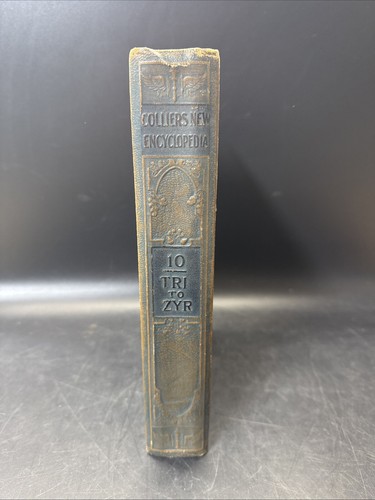 COLLIER'S NEW
ENCYCLOPEDIA
10
TRI
TO
ZYR